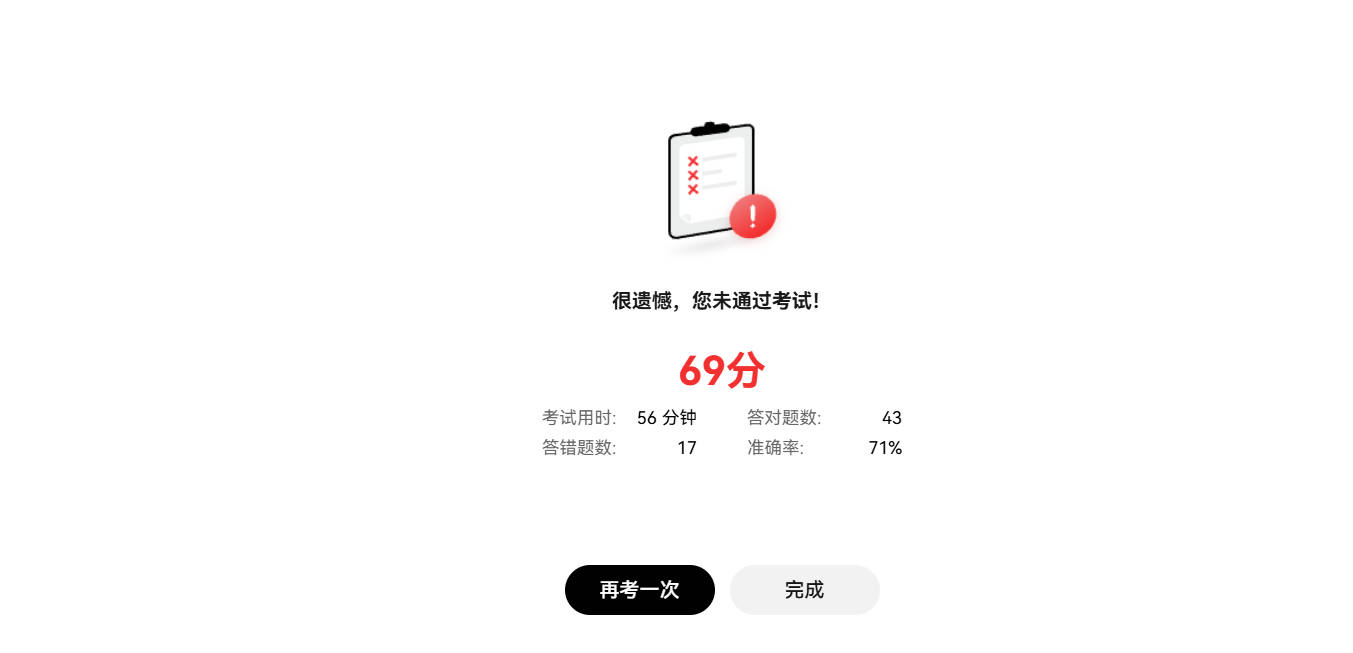 很遗憾，您未通过考试!
69分
考试用时: 56 分钟 答对题数: 43
答错题数: 17 准确率: 71%
再考一次 完成